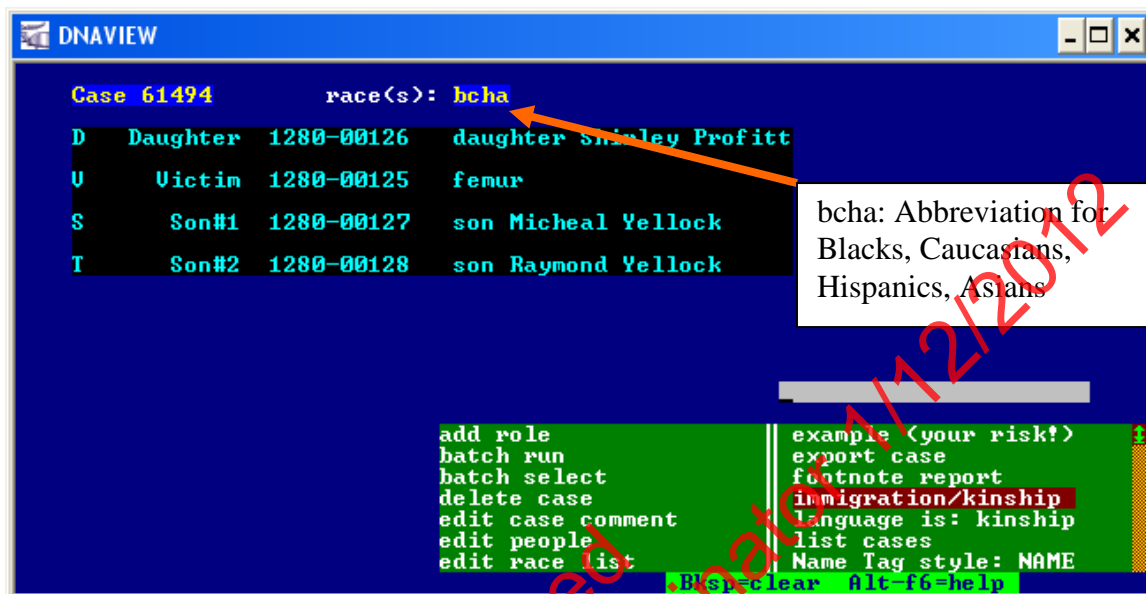 DNAVIEW
Case 61494 race(s): bcha
D Daughter 1280-00126 daughter Shirley Profitt
V Victim 1280-00125 femur
S Son#1 1280-00127 son Micheal Yellock
T Son#2 1280-00128 son Raymond Yellock
bcha: Abbreviation for
Blacks, Caucasians,
Hispanics, Asians
add role example (your risk!)
batch run export case
batch select footnote report
delete case immigration/kinship
edit case comment language is: kinship
edit people list cases
edit race list Name Tag style: NAME
Bksp=clear Alt-f6=help
1/12/2012